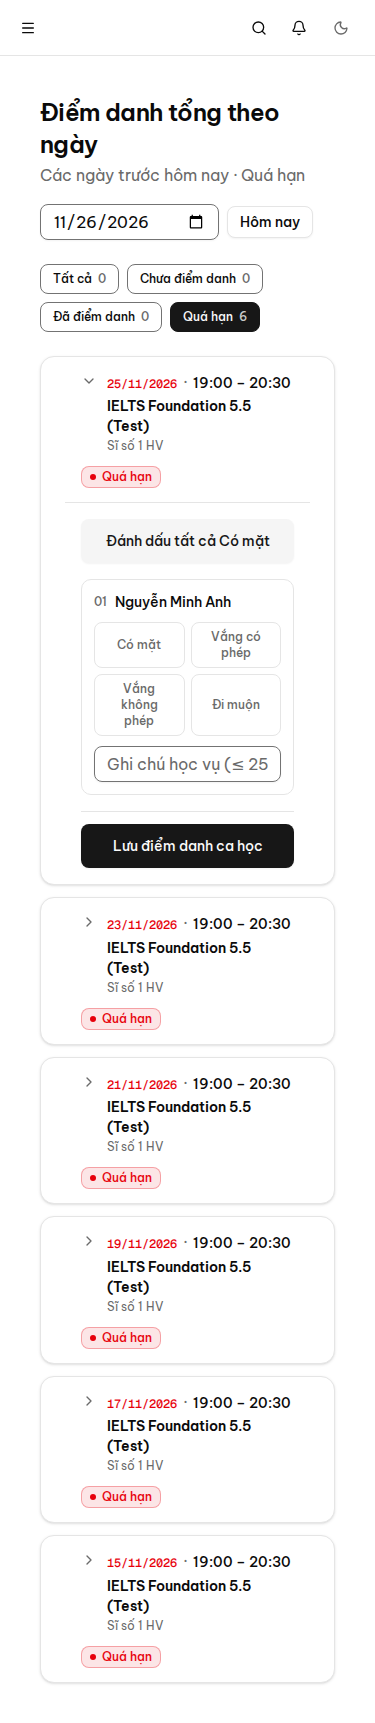 Điểm danh tổng theo
ngày
Các ngày trước hôm nay · Quá hạn
11/26/2026
Hôm nay
Tất cả 0
Chưa điểm danh 0
Đã điểm danh 0
Quá hạn 6
25/11/2026 · 19:00 – 20:30
IELTS Foundation 5.5
(Test)
Sĩ số 1 HV
Quá hạn
Đánh dấu tất cả Có mặt
01 Nguyễn Minh Anh
Có mặt
Vắng có
phép
Vắng
không
phép
Đi muộn
Ghi chú học vụ (≤ 25
Lưu điểm danh ca học
23/11/2026 · 19:00 – 20:30
IELTS Foundation 5.5
(Test)
Sĩ số 1 HV
Quá hạn
21/11/2026 · 19:00 – 20:30
IELTS Foundation 5.5
(Test)
Sĩ số 1 HV
Quá hạn
19/11/2026 · 19:00 – 20:30
IELTS Foundation 5.5
(Test)
Sĩ số 1 HV
Quá hạn
17/11/2026 · 19:00 – 20:30
IELTS Foundation 5.5
(Test)
Sĩ số 1 HV
Quá hạn
15/11/2026 · 19:00 – 20:30
IELTS Foundation 5.5
(Test)
Sĩ số 1 HV
Quá hạn